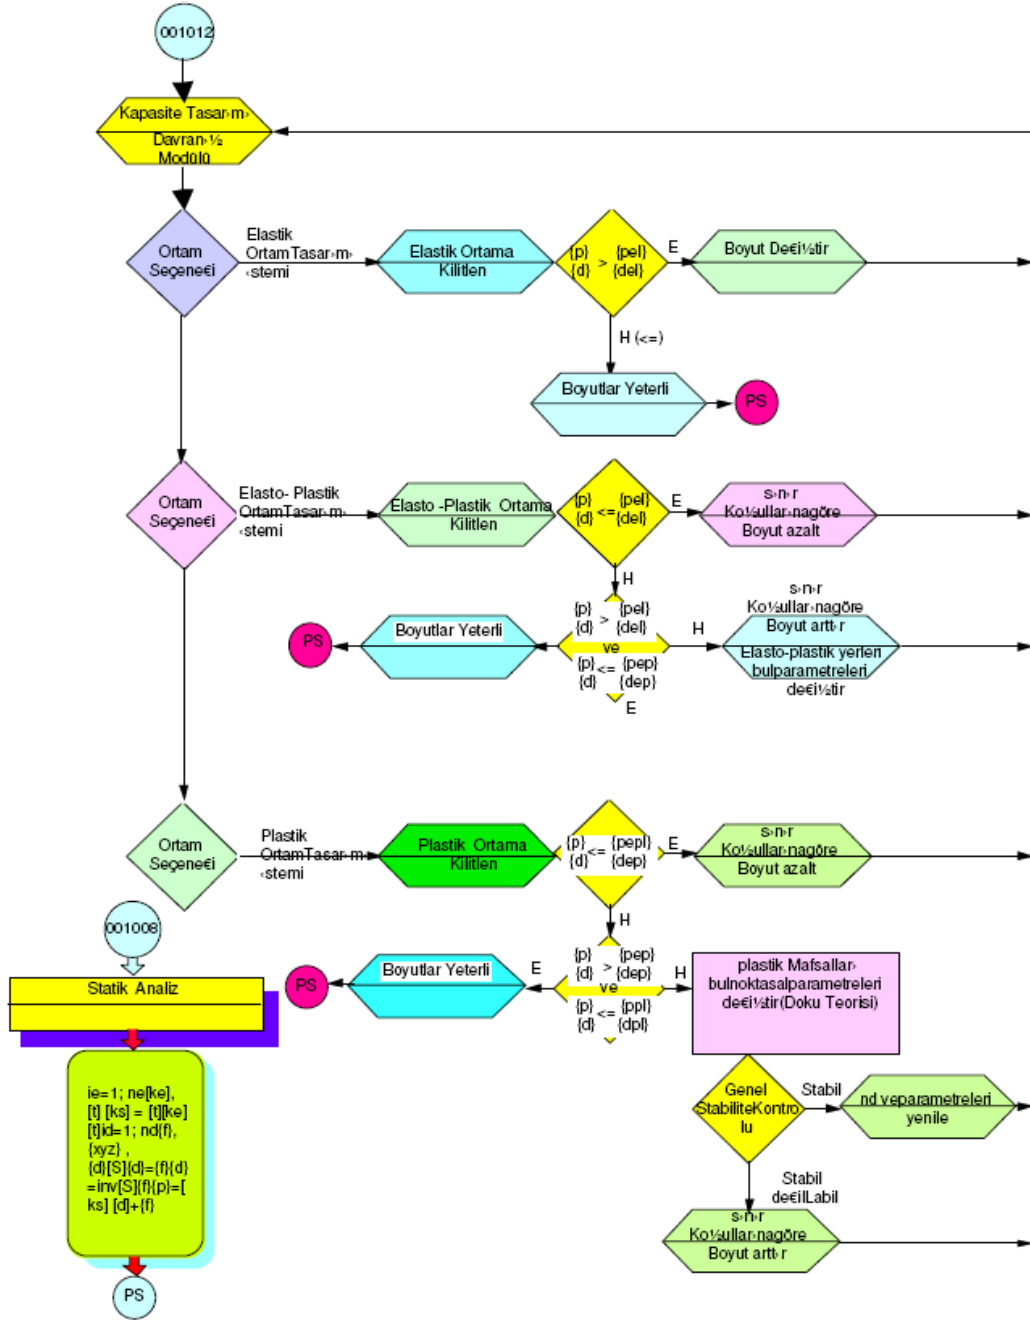 001012
Kapasite Tasar›m›
Davran›½
Modülü
Ortam
Seçene€i
Elastik
OrtamTasar›m›
‹stemi
Elastik Ortama
Kilitlen
{p} > {pel}
{d} {del}
E
Boyut De€i½tir
H (<=)
Boyutlar Yeterli
PS
Ortam
Seçene€i
Elasto- Plastik
OrtamTasar›m›
‹stemi
Elasto -Plastik Ortama
Kilitlen
{p} <= {pel}
{d} {del}
E
s›n›r
Ko½ullar›nagöre
Boyut azalt
H
PS
Boyutlar Yeterli
{p} > {pel}
{d} {del}
ve
{p} <= {pep}
{d} {dep}
E
H
s›n›r
Ko½ullar›nagöre
Boyut artt›r
Elasto-plastik yerleri
bulparametreleri
de€i½tir
Ortam
Seçene€i
Plastik
OrtamTasar›m›
‹stemi
Plastik Ortama
Kilitlen
{p} <= {pepl}
{d} {dep}
E
s›n›r
Ko½ullar›nagöre
Boyut azalt
H
PS
Boyutlar Yeterli
E
{p} > {pep}
{d} {dep}
ve
{p} <= {ppl}
{d} {dpl}
H
plastik Mafsallar›
bulnoktasalparametreleri
de€i½tir(Doku Teorisi)
Genel
StabiliteKontro
lu
Stabil
nd veparametreleri
yenile
Stabil
de€ilLabil
s›n›r
Ko½ullar›nagöre
Boyut artt›r
001008
Statik Analiz
ie=1; ne[ke],
[t] [ks] = [t][ke]
[t]id=1; nd{f},
{xyz} ,
{d}[S]{d}={f}{d}
=inv[S]{f}{p}=[
ks] [d]+{f}
PS